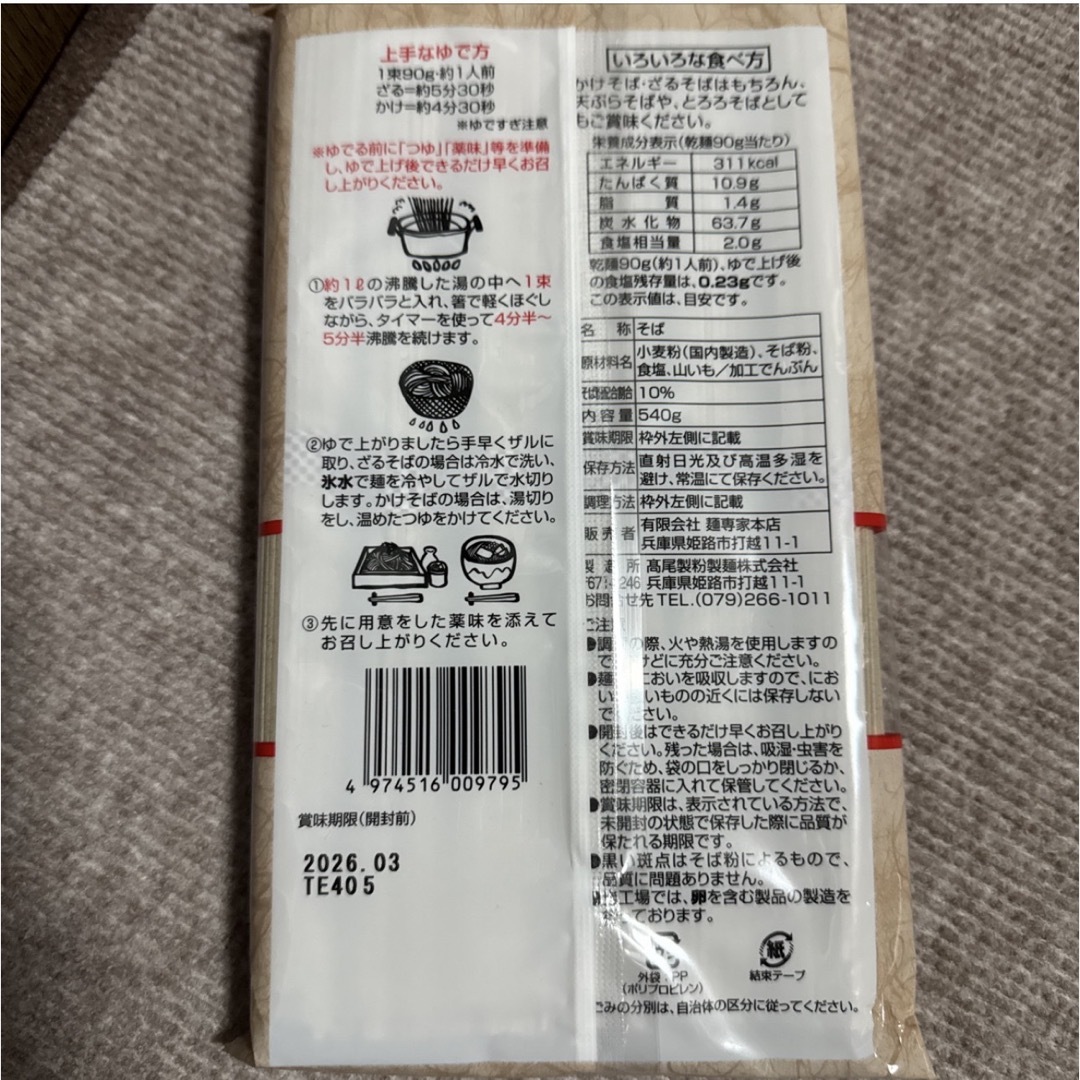 上手なゆで方
1束90g・約1人前
ざる=約5分30秒
かけ=約4分30秒
※ゆですぎ注意
※ゆでる前に「つゆ」「薬味」等を準備
し、ゆで上げ後できるだけ早くお召
し上がりください。
①約1ℓの沸騰した湯の中へ1束
をパラパラと入れ、箸で軽くほぐし
ながら、タイマーを使って4分半〜
5分半沸騰を続けます。
②ゆで上がりましたら手早くザルに
取り、ざるそばの場合は冷水で洗い、
氷水で麺を冷やしてザルで水切り
します。かけそばの場合は、湯切り
をし、温めたつゆをかけてください。
③先に用意をした薬味を添えて
お召し上がりください。
4 974516 009795
賞味期限(開封前)
2026.03
TE405
いろいろな食べ方
かけそば・ざるそばはもちろん、
天ぷらそばや、とろろそばとして
もご賞味ください。
栄養成分表示(乾麺90g当たり)
エネルギー 311kcal
たんぱく質 10.9g
脂質 1.4g
炭水化物 63.7g
食塩相当量 2.0g
乾麺90g(約1人前)、ゆで上げ後
の食塩残存量は、0.23gです。
この表示値は、目安です。
名称 そば
原材料名 小麦粉(国内製造)、そば粉、
食塩、山いも/加工でんぷん
そば粉配合割合 10%
内容量 540g
賞味期限 枠外左側に記載
保存方法 直射日光及び高温多湿を
避け、常温にて保存ください。
調理方法 枠外左側に記載
販売者 有限会社 麺専家本店
兵庫県姫路市打越11-1
製造所 髙尾製粉製麺株式会社
〒671-2246 兵庫県姫路市打越11-1
お問合せ先 TEL.(079)266-1011
ご注意
●調の際、火や熱湯を使用しますの
でけどに充分ご注意ください。
●麺においを吸収しますので、にお
いいものの近くには保存しない
でください。
●開封後はできるだけ早くお召し上がり
ください。残った場合は、吸湿・虫害を
防ぐため、袋の口をしっかり閉じるか、
密閉容器に入れて保管してください。
●賞味期限は、表示されている方法で、
未開封の状態で保存した際に品質が
保たれる期限です。
●黒い斑点はそば粉によるもので、
品質に問題ありません。
工場では、卵を含む製品の製造を
っております。
外袋:PP
(ポリプロピレン)
紙
結束テープ
ごみの分別は、自治体の区分に従ってください。